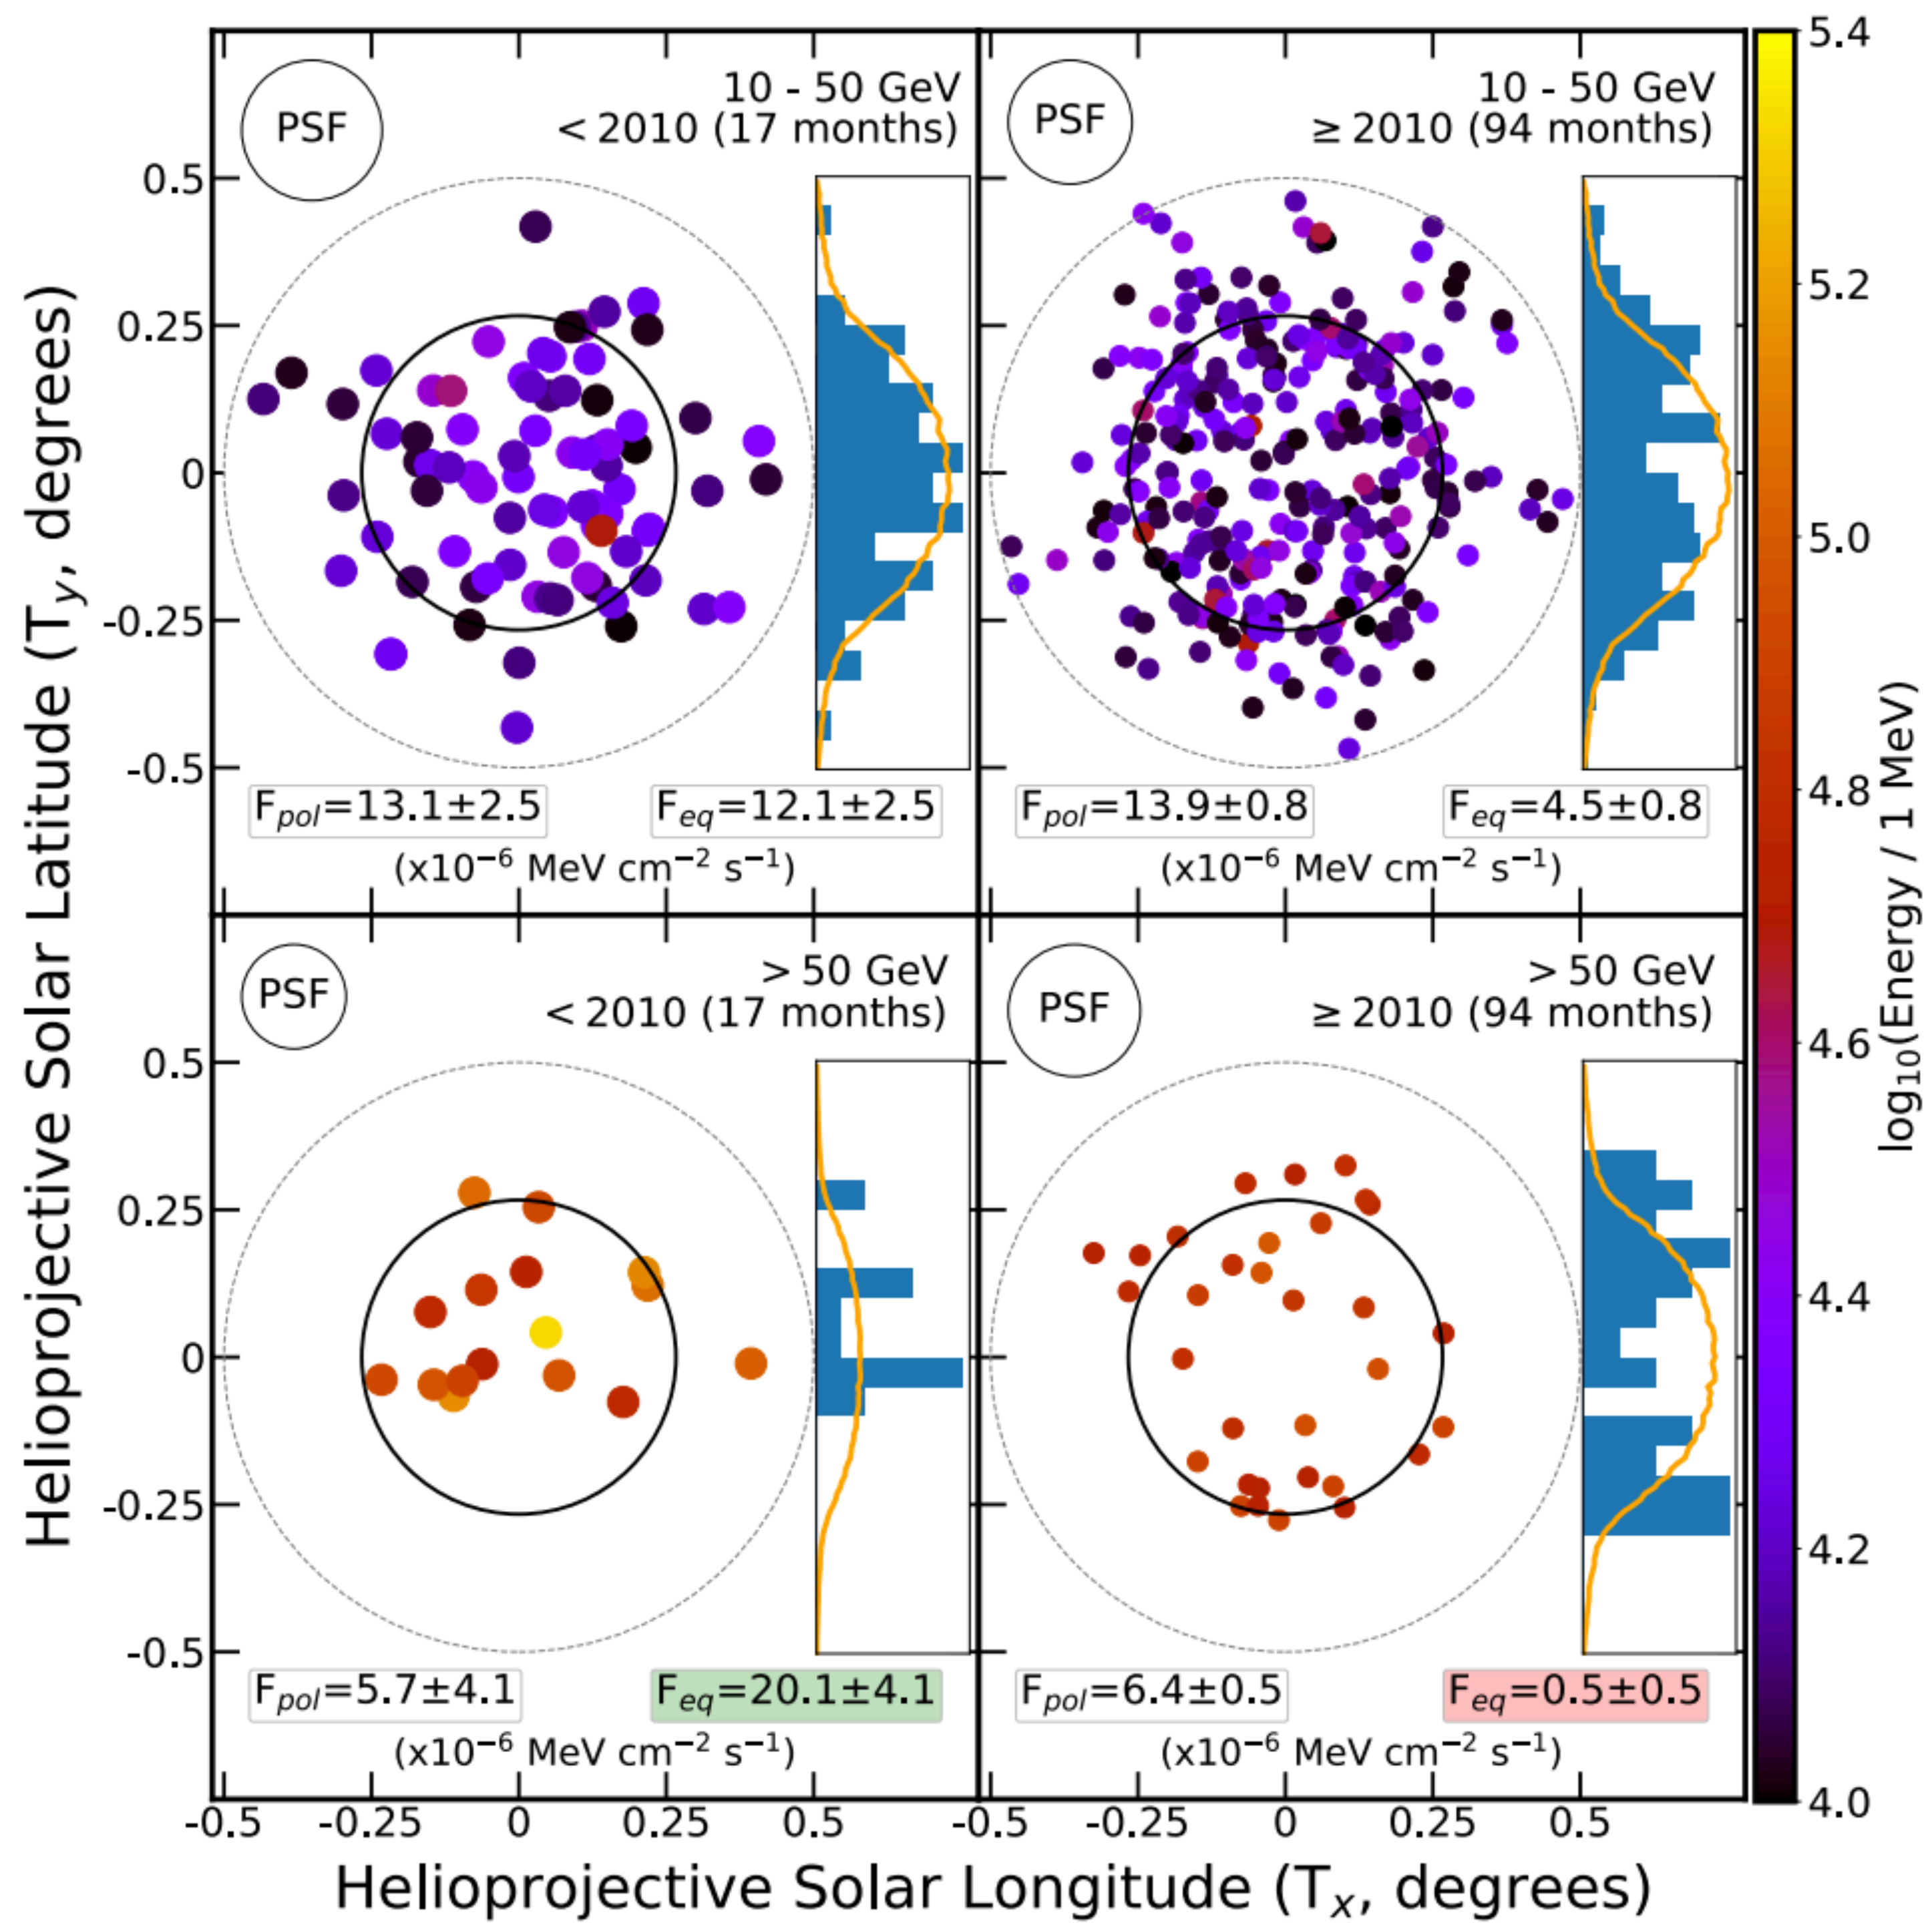 PSF
10 - 50 GeV
< 2010 (17 months)
F_pol=13.1±2.5
F_eq=12.1±2.5
(x10⁻⁶ MeV cm⁻² s⁻¹)
PSF
10 - 50 GeV
≥ 2010 (94 months)
F_pol=13.9±0.8
F_eq=4.5±0.8
(x10⁻⁶ MeV cm⁻² s⁻¹)
0.5
0.25
0
-0.25
-0.5
PSF
> 50 GeV
< 2010 (17 months)
F_pol=5.7±4.1
F_eq=20.1±4.1
(x10⁻⁶ MeV cm⁻² s⁻¹)
PSF
> 50 GeV
≥ 2010 (94 months)
F_pol=6.4±0.5
F_eq=0.5±0.5
(x10⁻⁶ MeV cm⁻² s⁻¹)
0.5
0.25
0
-0.25
-0.5
-0.5
-0.25
0
0.25
0.5
-0.5
-0.25
0
0.25
0.5
Helioprojective Solar Longitude (Tₓ, degrees)
Helioprojective Solar Latitude (T_y, degrees)
5.4
5.2
5.0
4.8
4.6
4.4
4.2
4.0
log₁₀(Energy / 1 MeV)